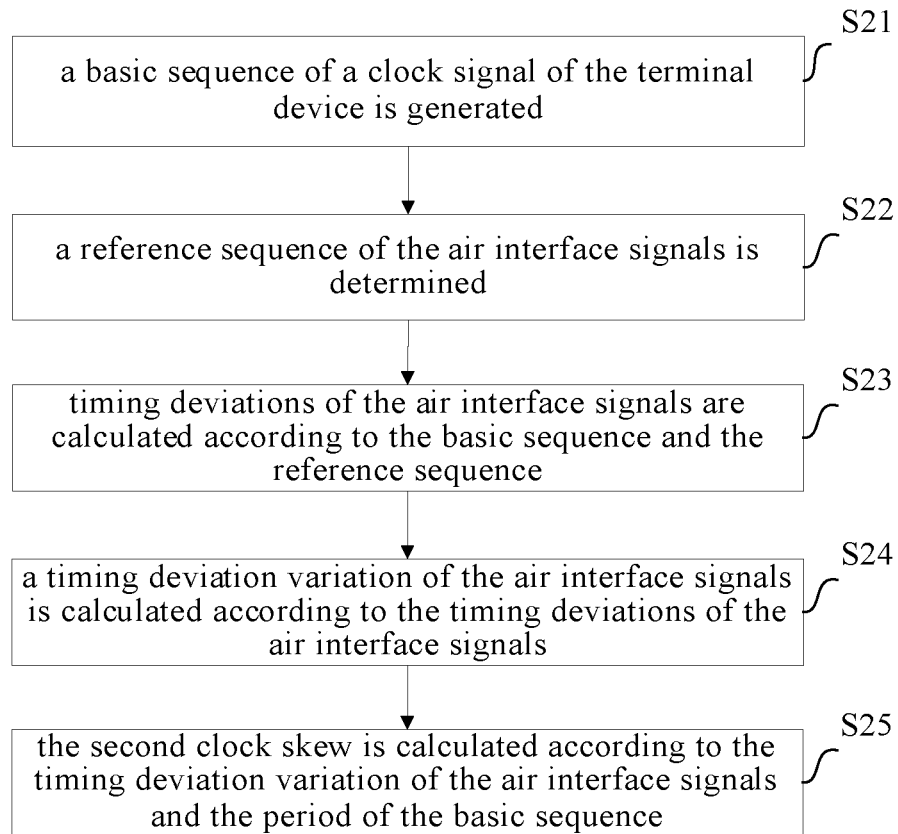 S21
a basic sequence of a clock signal of the terminal
device is generated
S22
a reference sequence of the air interface signals is
determined
S23
timing deviations of the air interface signals are
calculated according to the basic sequence and the
reference sequence
S24
a timing deviation variation of the air interface signals
is calculated according to the timing deviations of the
air interface signals
S25
the second clock skew is calculated according to the
timing deviation variation of the air interface signals
and the period of the basic sequence